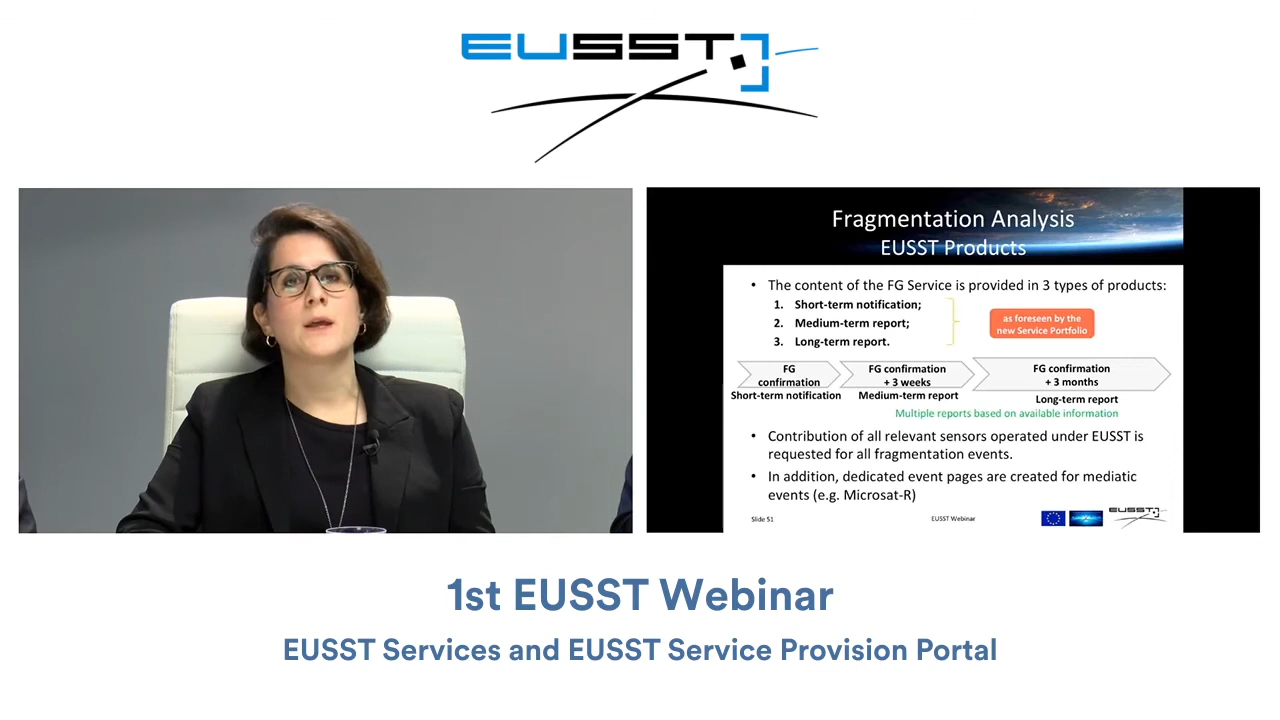 EUSST
Fragmentation Analysis
EUSST Products
• The content of the FG Service is provided in 3 types of products:
1. Short-term notification;
2. Medium-term report;
3. Long-term report.
as foreseen by the
new Service Portfolio
FG
confirmation
FG confirmation
+ 3 weeks
FG confirmation
+ 3 months
Short-term notification
Medium-term report
Long-term report
Multiple reports based on available information
• Contribution of all relevant sensors operated under EUSST is
requested for all fragmentation events.
• In addition, dedicated event pages are created for mediatic
events (e.g. Microsat-R)
Slide 51
EUSST Webinar
EUSST
1st EUSST Webinar
EUSST Services and EUSST Service Provision Portal